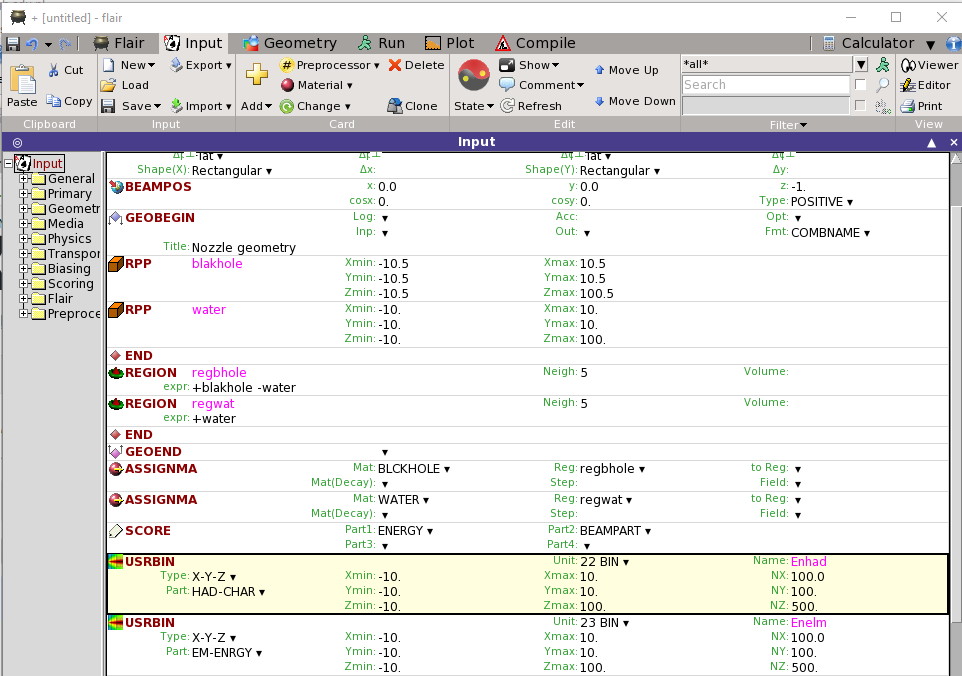 + [untitled] - flair
Flair Input Geometry Run Plot Compile Calculator
Paste Cut Copy New Load Save Export Import Add Preprocessor Material Change Delete Clone State Show Comment Refresh Move Up Move Down *all* Search Viewer Editor Print
Clipboard Input Card Edit Filter View
Input
Input
General
Primary
Geometr
Media
Physics
Transpor
Biasing
Scoring
Flair
Preproce
Shape(X): Rectangular Δx: Shape(Y): Rectangular Δy:
BEAMPOS x: 0.0 y: 0.0 z: -1.
cosx: 0. cosy: 0. Type: POSITIVE
GEOBEGIN Log: Acc: Opt:
Inp: Out: Fmt: COMBNAME
Title: Nozzle geometry
RPP blakhole Xmin: -10.5 Xmax: 10.5
Ymin: -10.5 Ymax: 10.5
Zmin: -10.5 Zmax: 100.5
RPP water Xmin: -10. Xmax: 10.
Ymin: -10. Ymax: 10.
Zmin: -10. Zmax: 100.
END
REGION regbhole Neigh: 5 Volume:
expr: +blakhole -water
REGION regwat Neigh: 5 Volume:
expr: +water
END
GEOEND
ASSIGNMA Mat: BLCKHOLE Reg: regbhole to Reg:
Mat(Decay): Step: Field:
ASSIGNMA Mat: WATER Reg: regwat to Reg:
Mat(Decay): Step: Field:
SCORE Part1: ENERGY Part2: BEAMPART
Part3: Part4:
USRBIN Unit: 22 BIN Name: Enhad
Type: X-Y-Z Xmin: -10. Xmax: 10. NX: 100.0
Part: HAD-CHAR Ymin: -10. Ymax: 10. NY: 100.
Zmin: -10. Zmax: 100. NZ: 500.
USRBIN Unit: 23 BIN Name: Enelm
Type: X-Y-Z Xmin: -10. Xmax: 10. NX: 100.0
Part: EM-ENRGY Ymin: -10. Ymax: 10. NY: 100.
Zmin: -10. Zmax: 100. NZ: 500.